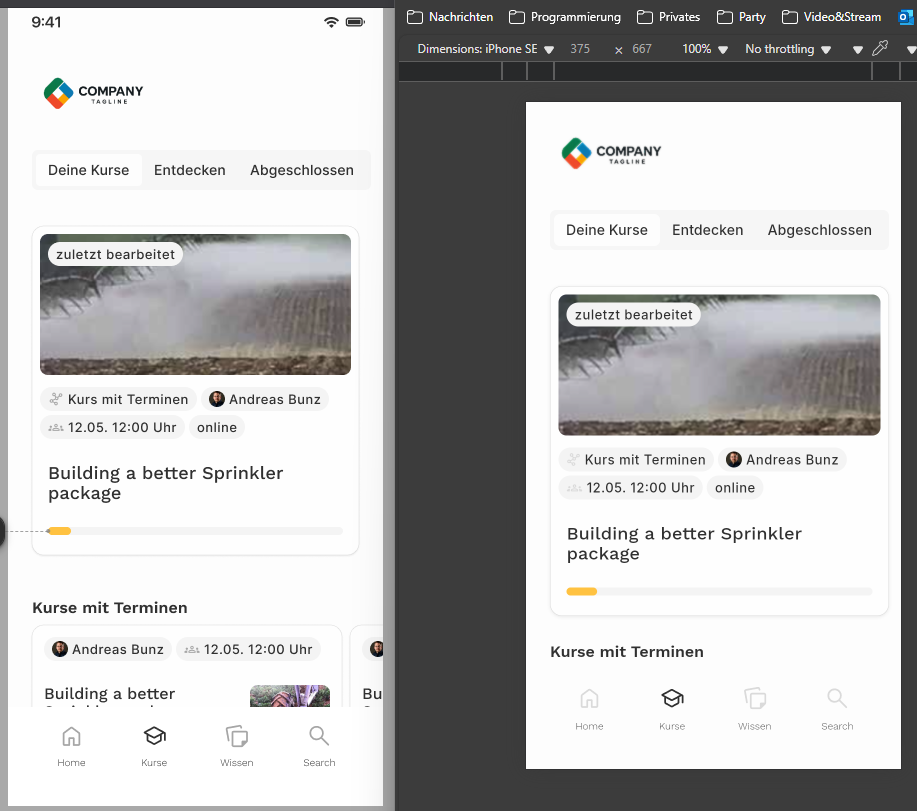 9:41
COMPANY
TAGLINE
Deine Kurse Entdecken Abgeschlossen
zuletzt bearbeitet
Kurs mit Terminen Andreas Bunz
12.05. 12:00 Uhr online
Building a better Sprinkler
package
Kurse mit Terminen
Andreas Bunz 12.05. 12:00 Uhr
Building a better Bu
Home Kurse Wissen Search
Nachrichten Programmierung Privates Party Video&Stream
Dimensions: iPhone SE 375 x 667 100% No throttling
COMPANY
TAGLINE
Deine Kurse Entdecken Abgeschlossen
zuletzt bearbeitet
Kurs mit Terminen Andreas Bunz
12.05. 12:00 Uhr online
Building a better Sprinkler
package
Kurse mit Terminen
Home Kurse Wissen Search